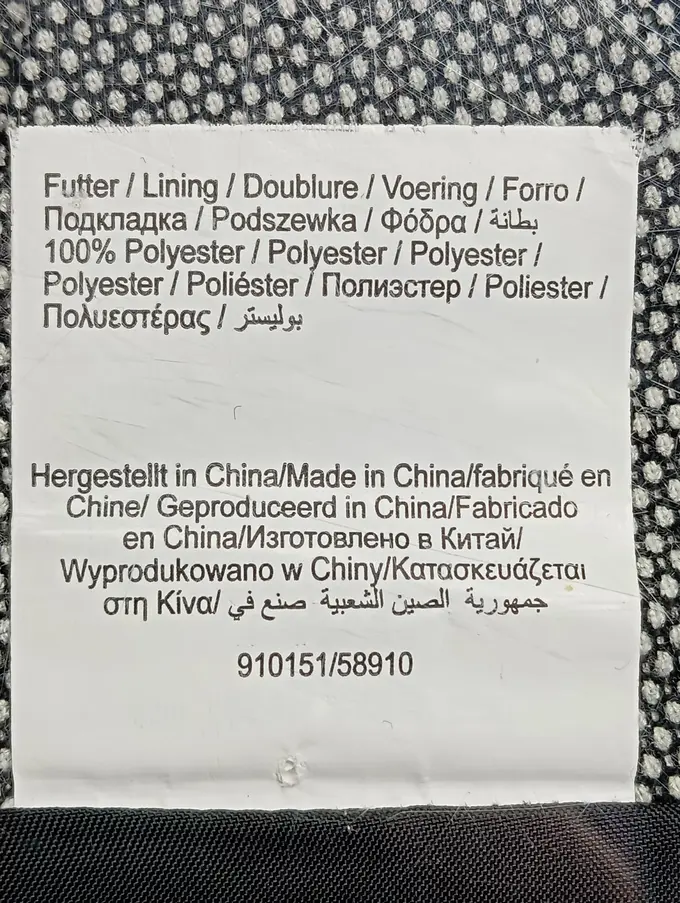 Futter / Lining / Doublure / Voering / Forro /
Подкладка / Podszewka / Φόδρα / بطانة
100% Polyester / Polyester / Polyester /
Polyester / Poliéster / Полиэстер / Poliester /
Πολυεστέρας / بوليستر
Hergestellt in China/Made in China/fabriqué en
Chine/ Geproduceerd in China/Fabricado
en China/Изготовлено в Китай/
Wyprodukowano w Chiny/Κατασκευάζεται
στη Κίνα/ جمهورية الصين الشعبية صنع في
910151/58910